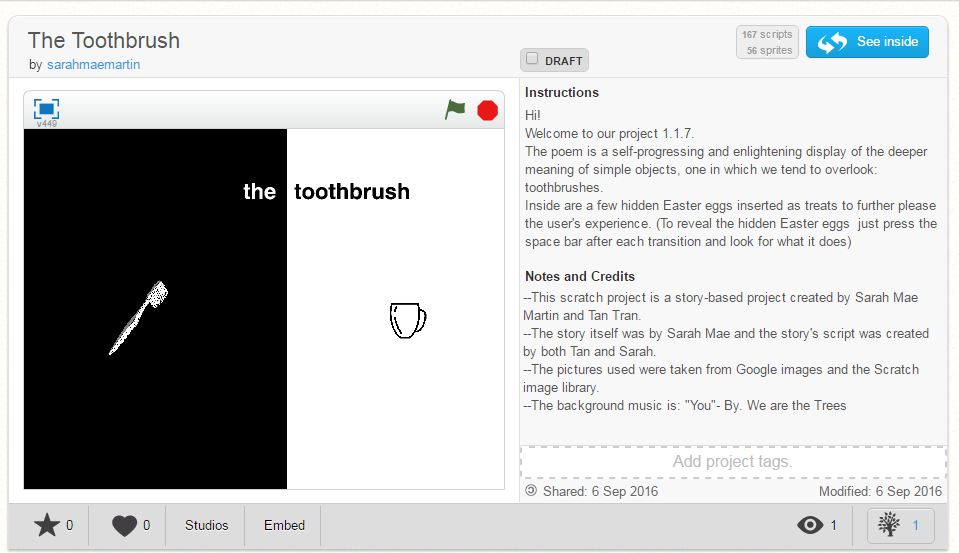 The Toothbrush
by sarahmaemartin
DRAFT
167 scripts
56 sprites
See inside
v449
the toothbrush
Instructions
Hi!
Welcome to our project 1.1.7.
The poem is a self-progressing and enlightening display of the deeper
meaning of simple objects, one in which we tend to overlook:
toothbrushes.
Inside are a few hidden Easter eggs inserted as treats to further please
the user's experience. (To reveal the hidden Easter eggs  just press the
space bar after each transition and look for what it does)
Notes and Credits
--This scratch project is a story-based project created by Sarah Mae
Martin and Tan Tran.
--The story itself was by Sarah Mae and the story's script was created
by both Tan and Sarah.
--The pictures used were taken from Google images and the Scratch
image library.
--The background music is: "You"- By. We are the Trees
Add project tags.
Shared: 6 Sep 2016 Modified: 6 Sep 2016
0 0 Studios Embed 1 1